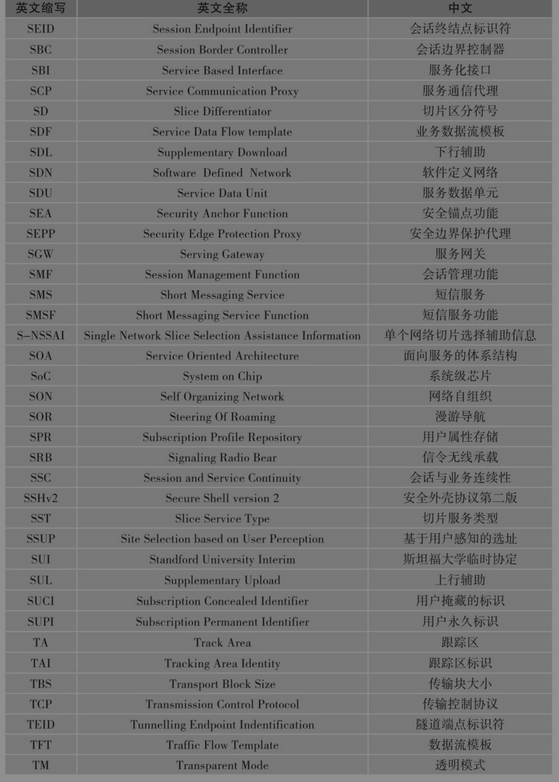 英文缩写 英文全称 中文
SEID Session Endpoint Identifier 会话终结点标识符
SBC Session Border Controller 会话边界控制器
SBI Service Based Interface 服务化接口
SCP Service Communication Proxy 服务通信代理
SD Slice Differentiator 切片区分符号
SDF Service Data Flow template 业务数据流模板
SDL Supplementary Download 下行辅助
SDN Software Defined Network 软件定义网络
SDU Service Data Unit 服务数据单元
SEA Security Anchor Function 安全锚点功能
SEPP Security Edge Protection Proxy 安全边界保护代理
SGW Serving Gateway 服务网关
SMF Session Management Function 会话管理功能
SMS Short Messaging Service 短信服务
SMSF Short Messaging Service Function 短信服务功能
S-NSSAI Single Network Slice Selection Assistance Information 单个网络切片选择辅助信息
SOA Service Oriented Architecture 面向服务的体系结构
SoC System on Chip 系统级芯片
SON Self Organizing Network 网络自组织
SOR Steering Of Roaming 漫游导航
SPR Subscription Profile Repository 用户属性存储
SRB Signaling Radio Bear 信令无线承载
SSC Session and Service Continuity 会话与业务连续性
SSHv2 Secure Shell version 2 安全外壳协议第二版
SST Slice Service Type 切片服务类型
SSUP Site Selection based on User Perception 基于用户感知的选址
SUI Standford University Interim 斯坦福大学临时协定
SUL Supplementary Upload 上行辅助
SUCI Subscription Concealed Identifier 用户掩藏的标识
SUPI Subscription Permanent Identifier 用户永久标识
TA Track Area 跟踪区
TAI Tracking Area Identity 跟踪区标识
TBS Transport Block Size 传输块大小
TCP Transmission Control Protocol 传输控制协议
TEID Tunnelling Endpoint Indentification 隧道端点标识符
TFT Traffic Flow Template 数据流模板
TM Transparent Mode 透明模式